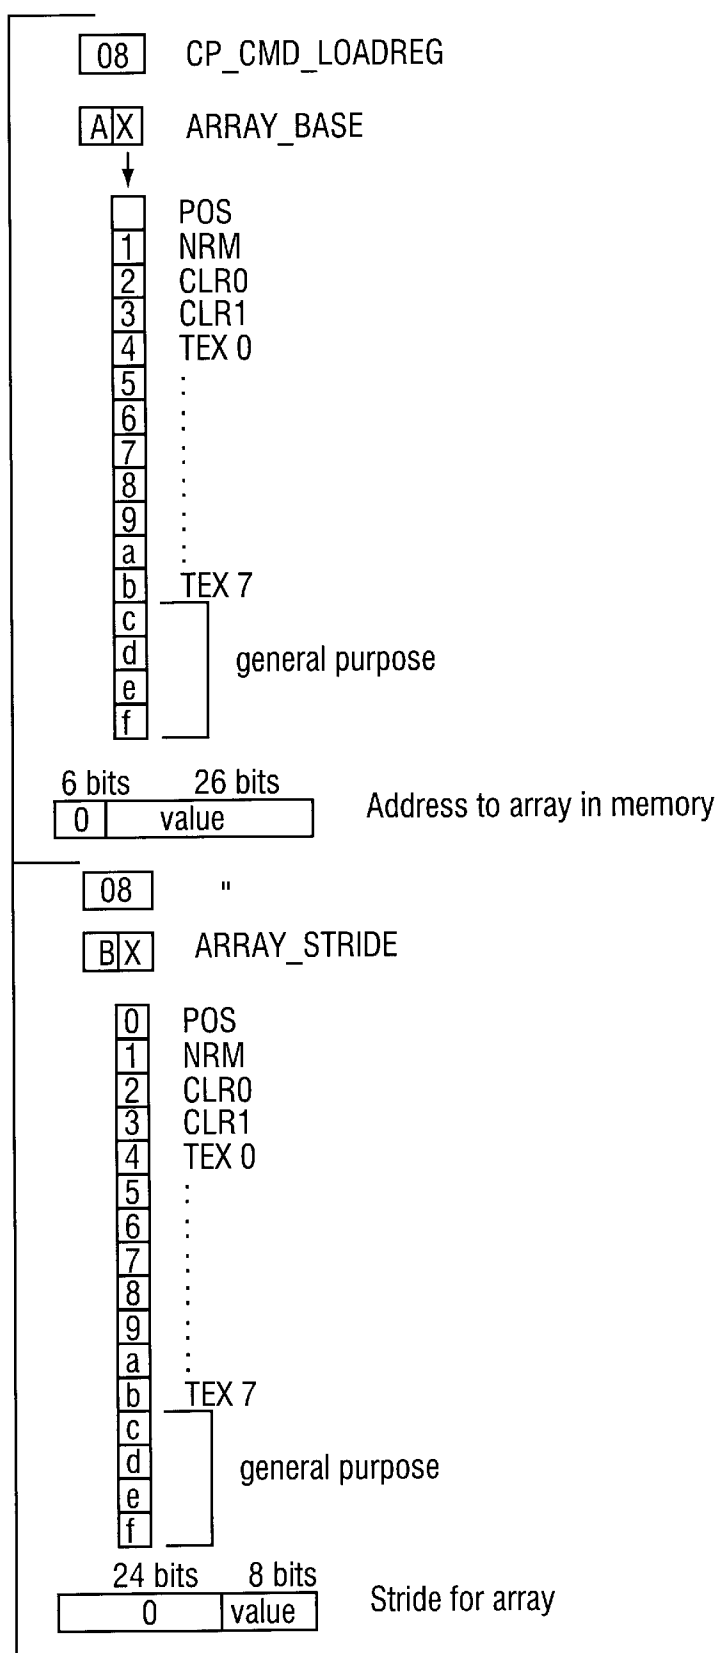 08 CP_CMD_LOADREG
A X ARRAY_BASE
POS
1 NRM
2 CLR0
3 CLR1
4 TEX 0
5 :
6 :
7 :
8 :
9 :
a :
b TEX 7
c
d general purpose
e
f
6 bits 26 bits
0 value Address to array in memory
08 "
B X ARRAY_STRIDE
0 POS
1 NRM
2 CLR0
3 CLR1
4 TEX 0
5 :
6 :
7 :
8 :
9 :
a :
b TEX 7
c
d general purpose
e
f
24 bits 8 bits
0 value Stride for array